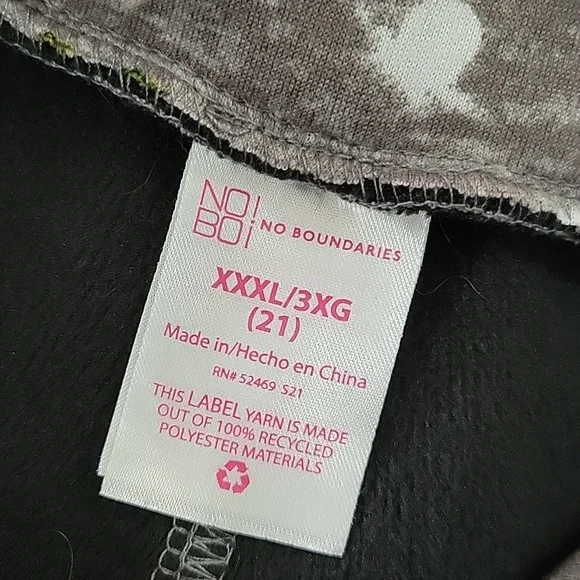 NO!
BO¡ NO BOUNDARIES
XXXL/3XG
(21)
Made in/Hecho en China
RN# 52469 S21
THIS LABEL YARN IS MADE
OUT OF 100% RECYCLED
POLYESTER MATERIALS